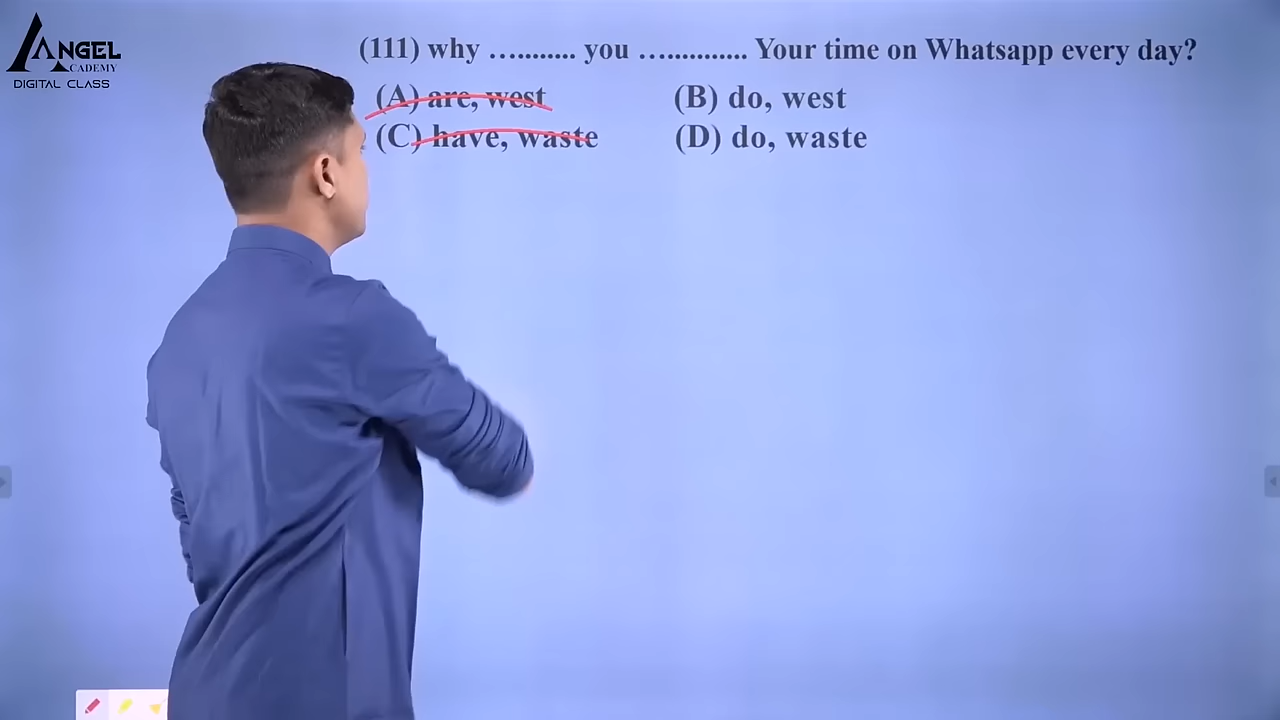 ANGEL
ACADEMY
DIGITAL CLASS
(111) why ………... you ………….. Your time on Whatsapp every day?
(A) are, west (B) do, west
(C) have, waste (D) do, waste